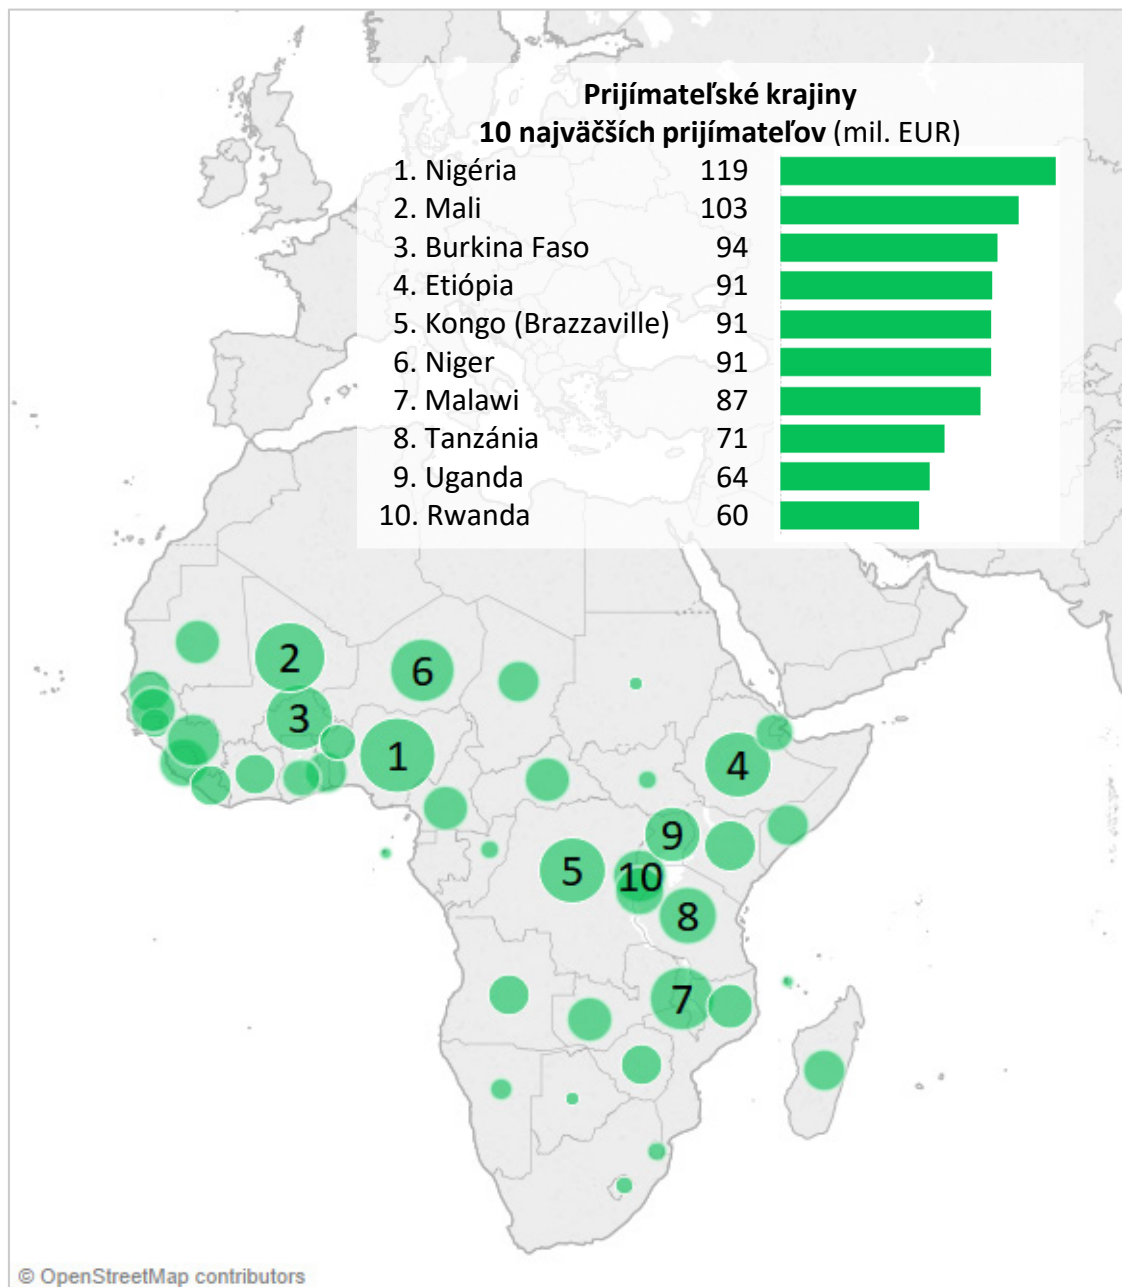 Prijímateľské krajiny
10 najväčších prijímateľov (mil. EUR)
1. Nigéria 119
2. Mali 103
3. Burkina Faso 94
4. Etiópia 91
5. Kongo (Brazzaville) 91
6. Niger 91
7. Malawi 87
8. Tanzánia 71
9. Uganda 64
10. Rwanda 60
2
6
3
1
4
9
5
10
8
7
© OpenStreetMap contributors